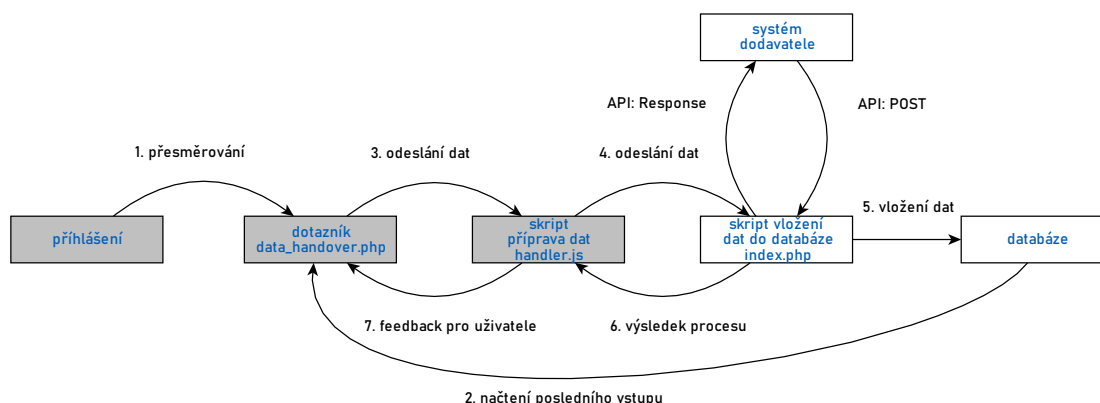 systém
dodavatele
API: Response
API: POST
1. přesměrování
3. odeslání dat
4. odeslání dat
5. vložení dat
příhlášení
dotazník
data_handover.php
skript
příprava dat
handler.js
skript vložení
dat do databáze
index.php
databáze
7. feedback pro uživatele
6. výsledek procesu
2. načtení posledního vstupu